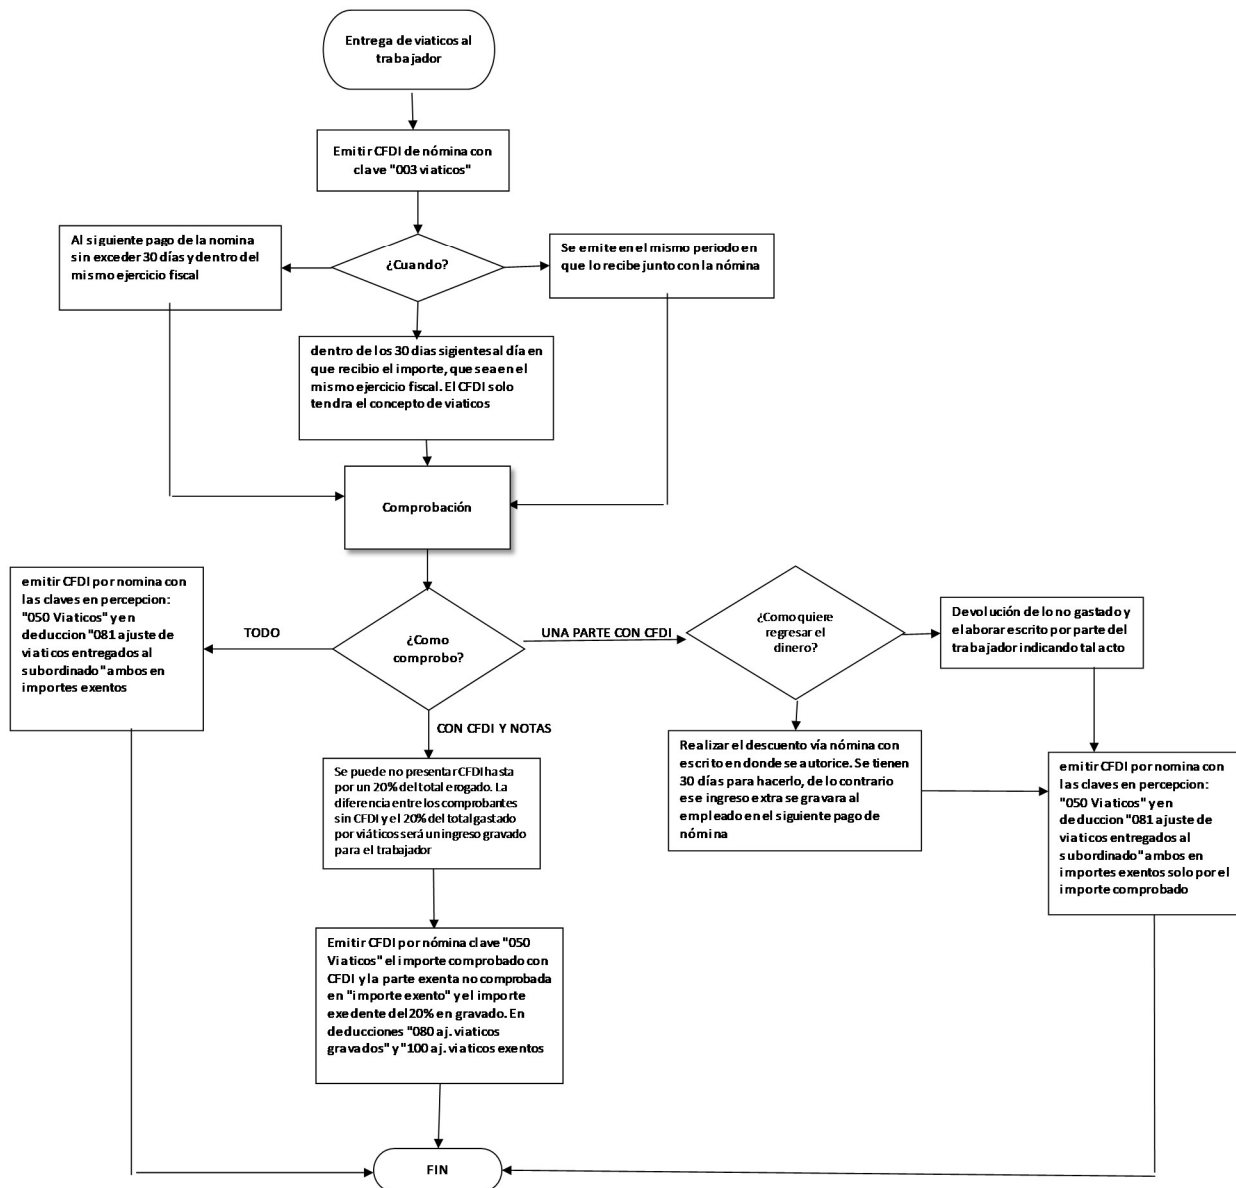 Entrega de viaticos al
trabajador
Emitir CFDI de nómina con
clave "003 viaticos"
Al siguiente pago de la nomina
sin exceder 30 días y dentro del
mismo ejercicio fiscal
¿Cuando?
Se emite en el mismo periodo en
que lo recibe junto con la nómina
dentro de los 30 dias sigientes al día en
que recibio el importe, que sea en el
mismo ejercicio fiscal. El CFDI solo
tendra el concepto de viaticos
Comprobación
emitir CFDI por nomina con
las claves en percepcion:
"050 Viaticos" y en
deduccion "081 ajuste de
viaticos entregados al
subordinado" ambos en
importes exentos
TODO
¿Como
comprobo?
UNA PARTE CON CFDI
¿Como quiere
regresar el
dinero?
Devolución de lo no gastado y
elaborar escrito por parte del
trabajador indicando tal acto
CON CFDI Y NOTAS
Se puede no presentar CFDI hasta
por un 20% del total erogado. La
diferencia entre los comprobantes
sin CFDI y el 20% del total gastado
por viáticos será un ingreso gravado
para el trabajador
Realizar el descuento vía nómina con
escrito en donde se autorice. Se tienen
30 días para hacerlo, de lo contrario
ese ingreso extra se gravara al
empleado en el siguiente pago de
nómina
emitir CFDI por nomina con
las claves en percepcion:
"050 Viaticos" y en
deduccion "081 ajuste de
viaticos entregados al
subordinado" ambos en
importes exentos solo por el
importe comprobado
Emitir CFDI por nómina clave "050
Viaticos" el importe comprobado con
CFDI y la parte exenta no comprobada
en "importe exento" y el importe
exedente del 20% en gravado. En
deducciones "080 aj. viaticos
gravados" y "100 aj. viaticos exentos
FIN